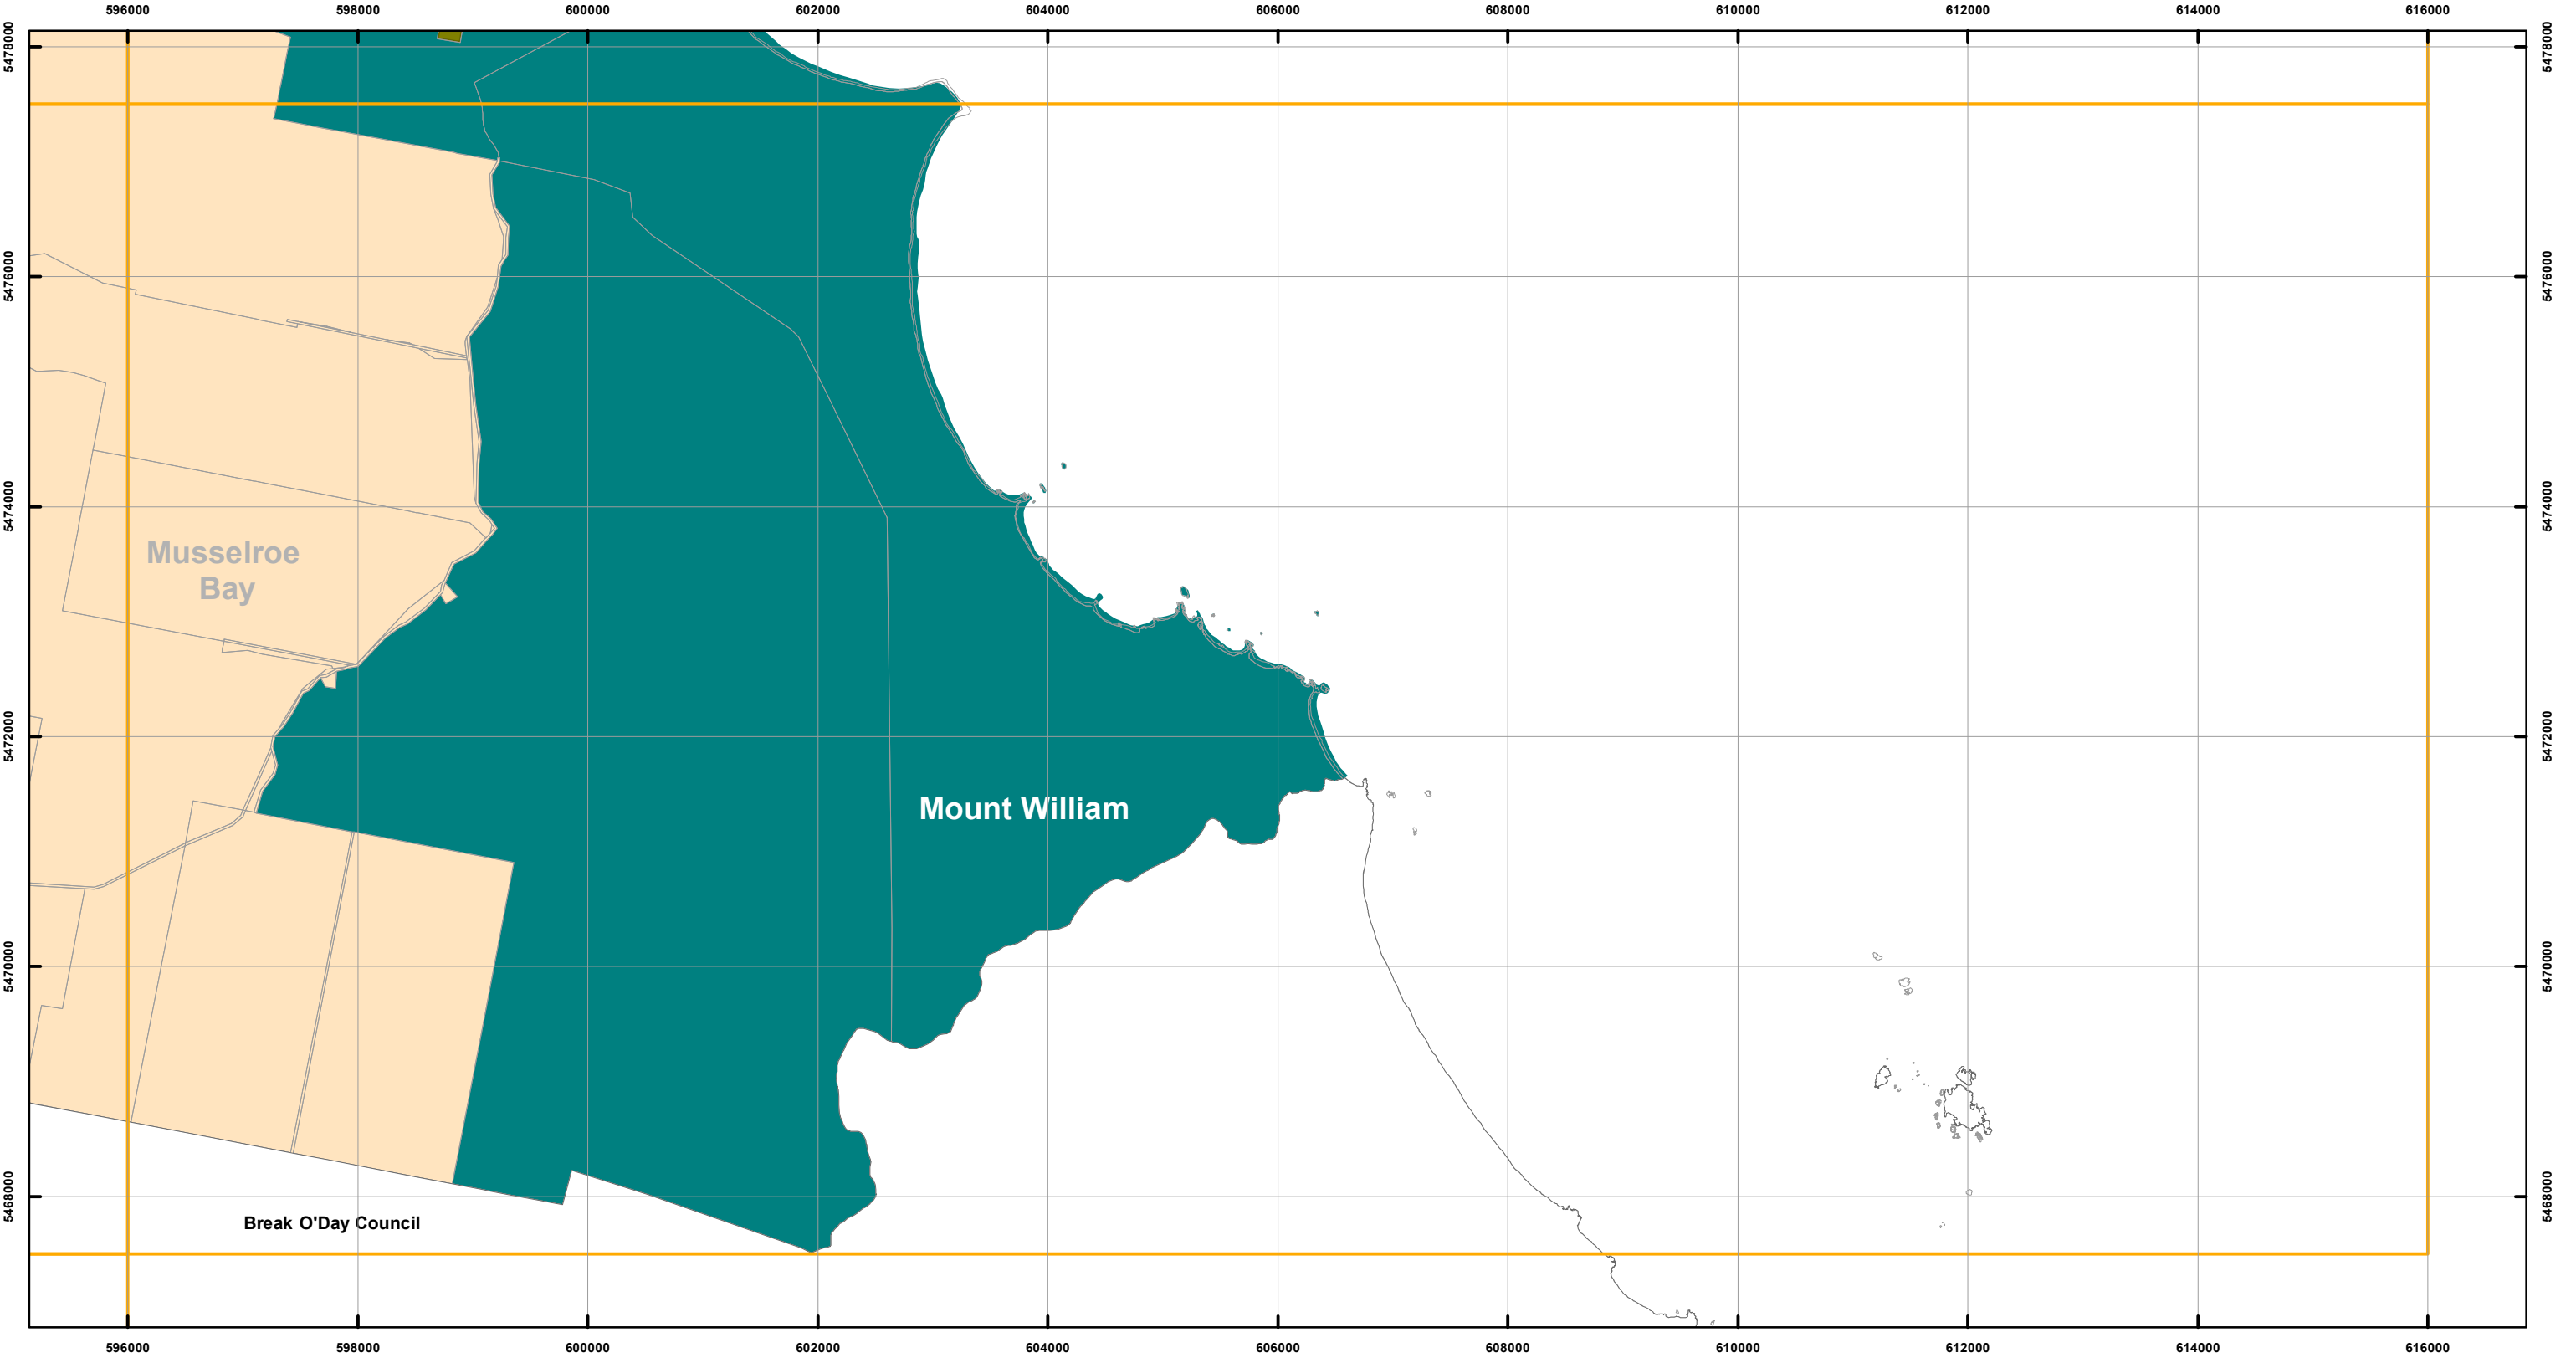 596000 598000 600000 602000 604000 606000 608000 610000 612000 614000 616000
5478000 5478000
5476000 5476000
5474000 5474000
Musselroe
Bay
5472000 5472000
Mount William
5470000 5470000
5468000 5468000
Break O'Day Council
596000 598000 600000 602000 604000 606000 608000 610000 612000 614000 616000